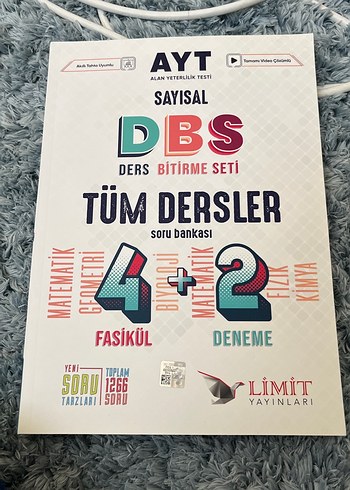 Akıllı Tahta Uyumlu
AYT
ALAN YETERLİLİK TESTİ
Tamamı Video Çözümlü
SAYISAL
DBS
DERS BİTİRME SETİ
TÜM DERSLER
soru bankası
MATEMATİK
GEOMETRİ
4
BİYOLOJİ
+
MATEMATİK
2
FİZİK
KİMYA
FASİKÜL
DENEME
YENİ
SORU
TARZLARI
TOPLAM
1266
SORU
LİMİT
YAYINLARI